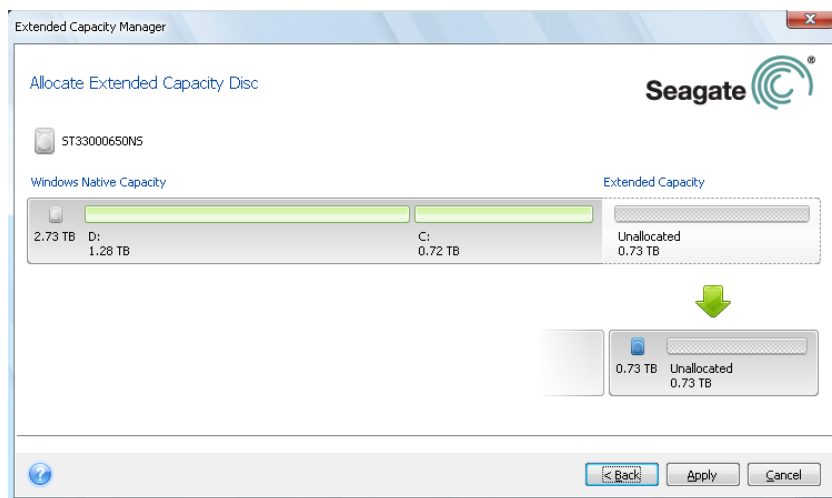 Extended Capacity Manager
Allocate Extended Capacity Disc
Seagate
®
ST33000650NS
Windows Native Capacity
Extended Capacity
2.73 TB D: C: Unallocated
1.28 TB 0.72 TB 0.73 TB
0.73 TB Unallocated
0.73 TB
?
< Back Apply Cancel